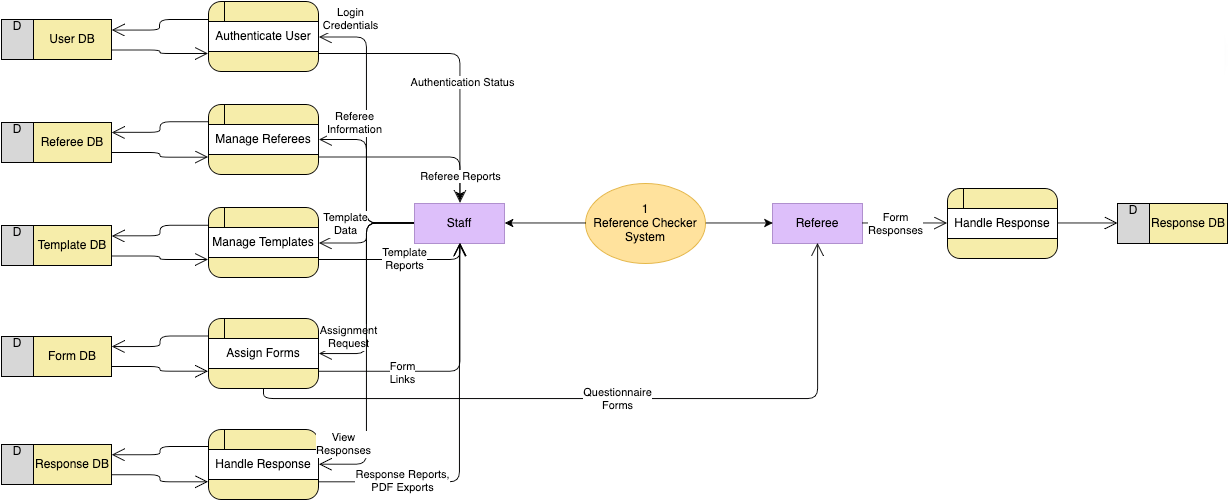 D
User DB
Authenticate User
Login
Credentials
Authentication Status
D
Referee DB
Manage Referees
Referee
Information
Referee Reports
D
Template DB
Manage Templates
Template
Data
Template
Reports
Staff
1
Reference Checker
System
Referee
Form
Responses
Handle Response
D
Response DB
D
Form DB
Assign Forms
Assignment
Request
Form
Links
Questionnaire
Forms
D
Response DB
Handle Response
View
Responses
Response Reports,
PDF Exports